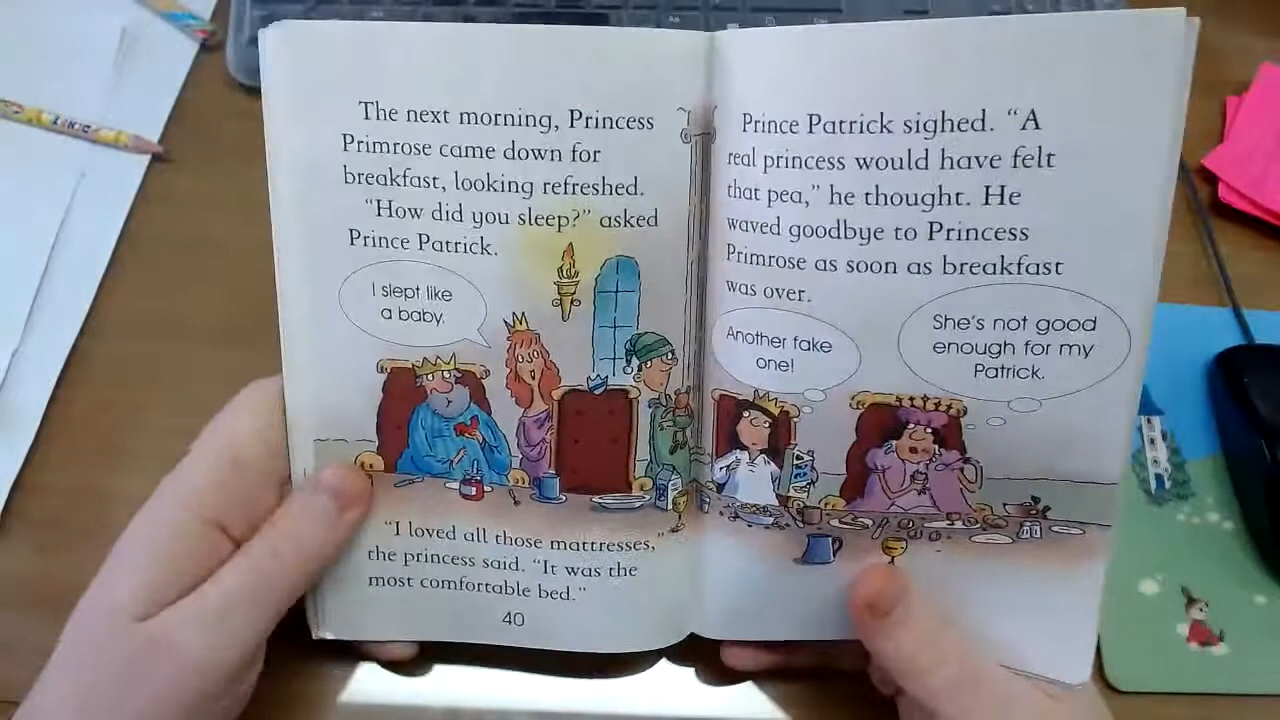 The next morning, Princess
Primrose came down for
breakfast, looking refreshed.
"How did you sleep?" asked
Prince Patrick.
I slept like
a baby.
"I loved all those mattresses,"
the princess said. "It was the
most comfortable bed."
40
Prince Patrick sighed. "A
real princess would have felt
that pea," he thought. He
waved goodbye to Princess
Primrose as soon as breakfast
was over.
Another fake
one!
She's not good
enough for my
Patrick.